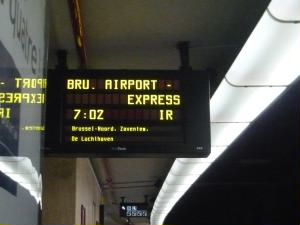 BRU. AIRPORT -
EXPRESS
7:02 IR
Brussel-Noord. Zaventem.
De Luchthaven